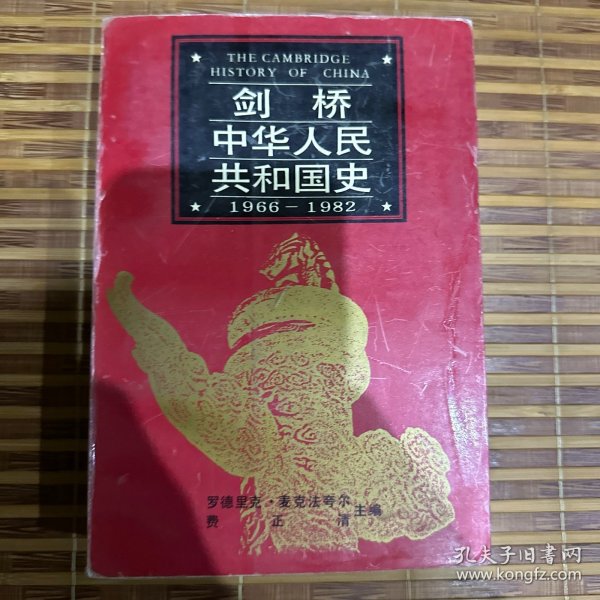 THE CAMBRIDGE
HISTORY OF CHINA
剑桥
中华人民
共和国史
1966-1982
罗德里克·麦克法夸尔
费正清
主编
孔夫子旧书网
www.kongfz.com